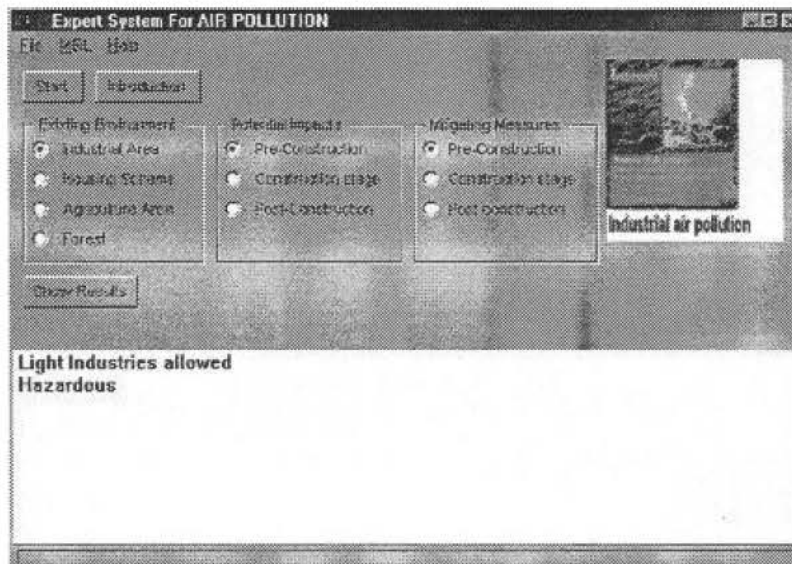 Expert System For AIR POLLUTION
File Help
Start Introduction
Existing Environment Potential Impacts Mitigating Measures
Industrial Area Pre-Construction Pre-Construction
Housing Scheme Construction stage Construction stage
Agriculture Area Post-Construction Post construction
Forest
Industrial air pollution
Show Results
Light Industries allowed
Hazardous